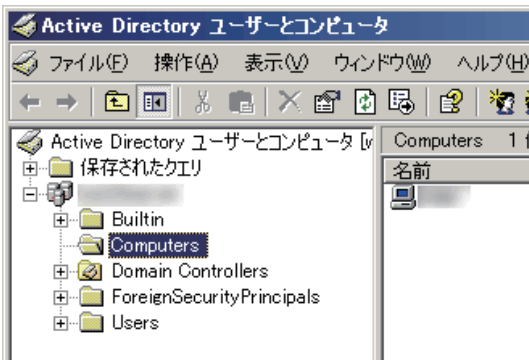 Active Directory ユーザーとコンピュータ
ファイル(F) 操作(A) 表示(V) ウィンドウ(W) ヘルプ(H)
Active Directory ユーザーとコンピュータ [v
Computers 1
保存されたクエリ
名前
Builtin
Computers
Domain Controllers
ForeignSecurityPrincipals
Users